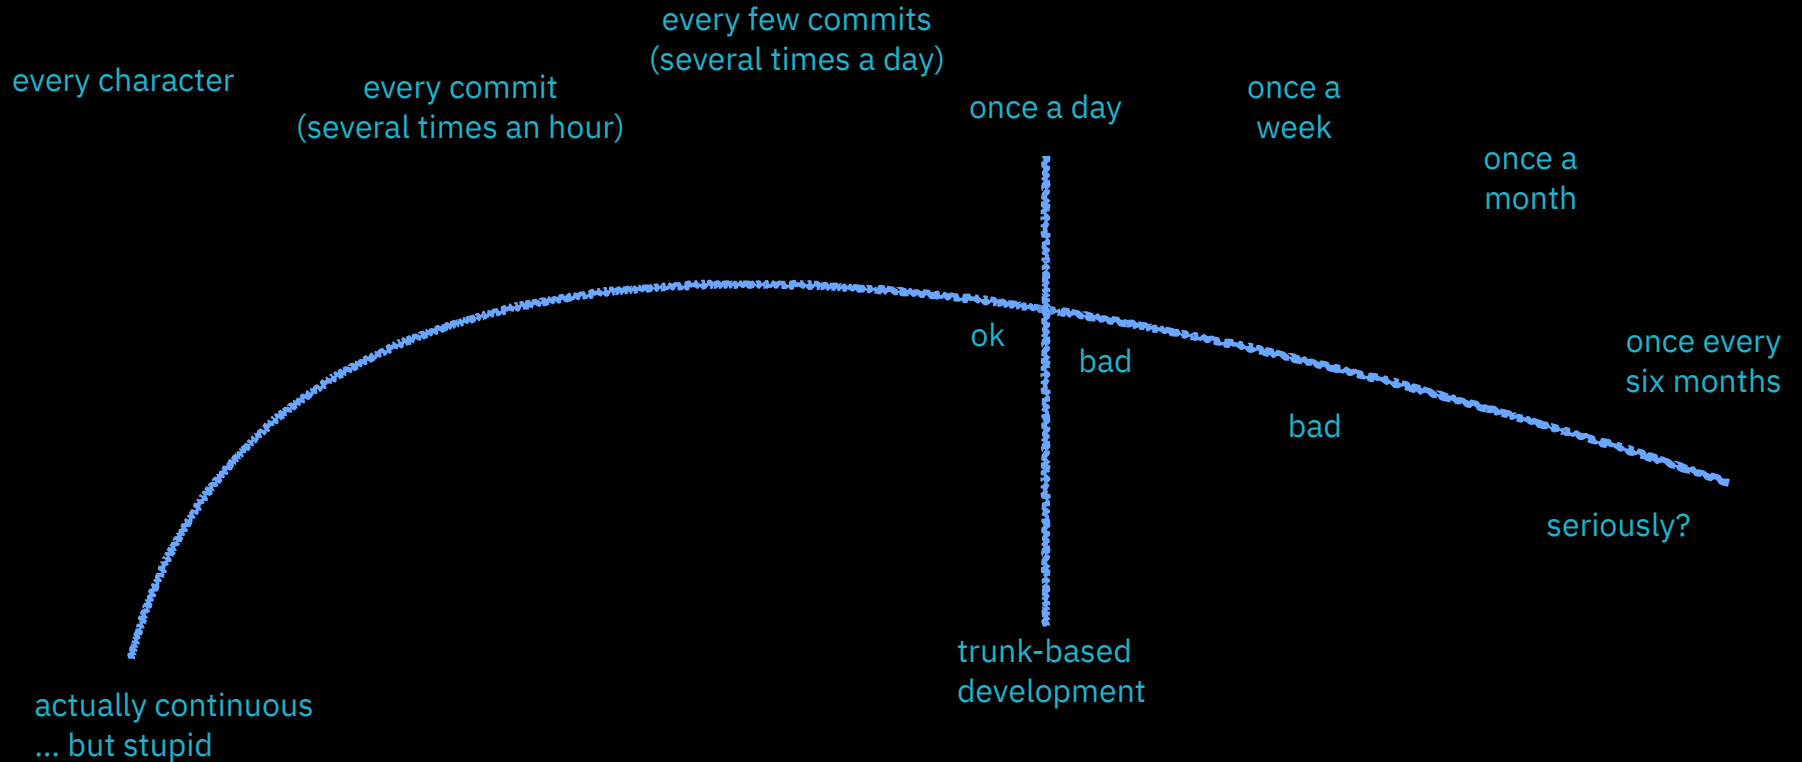 every few commits
(several times a day)
every character
every commit
(several times an hour)
once a day
once a
week
once a
month
ok
bad
once every
six months
bad
seriously?
trunk-based
development
actually continuous
... but stupid